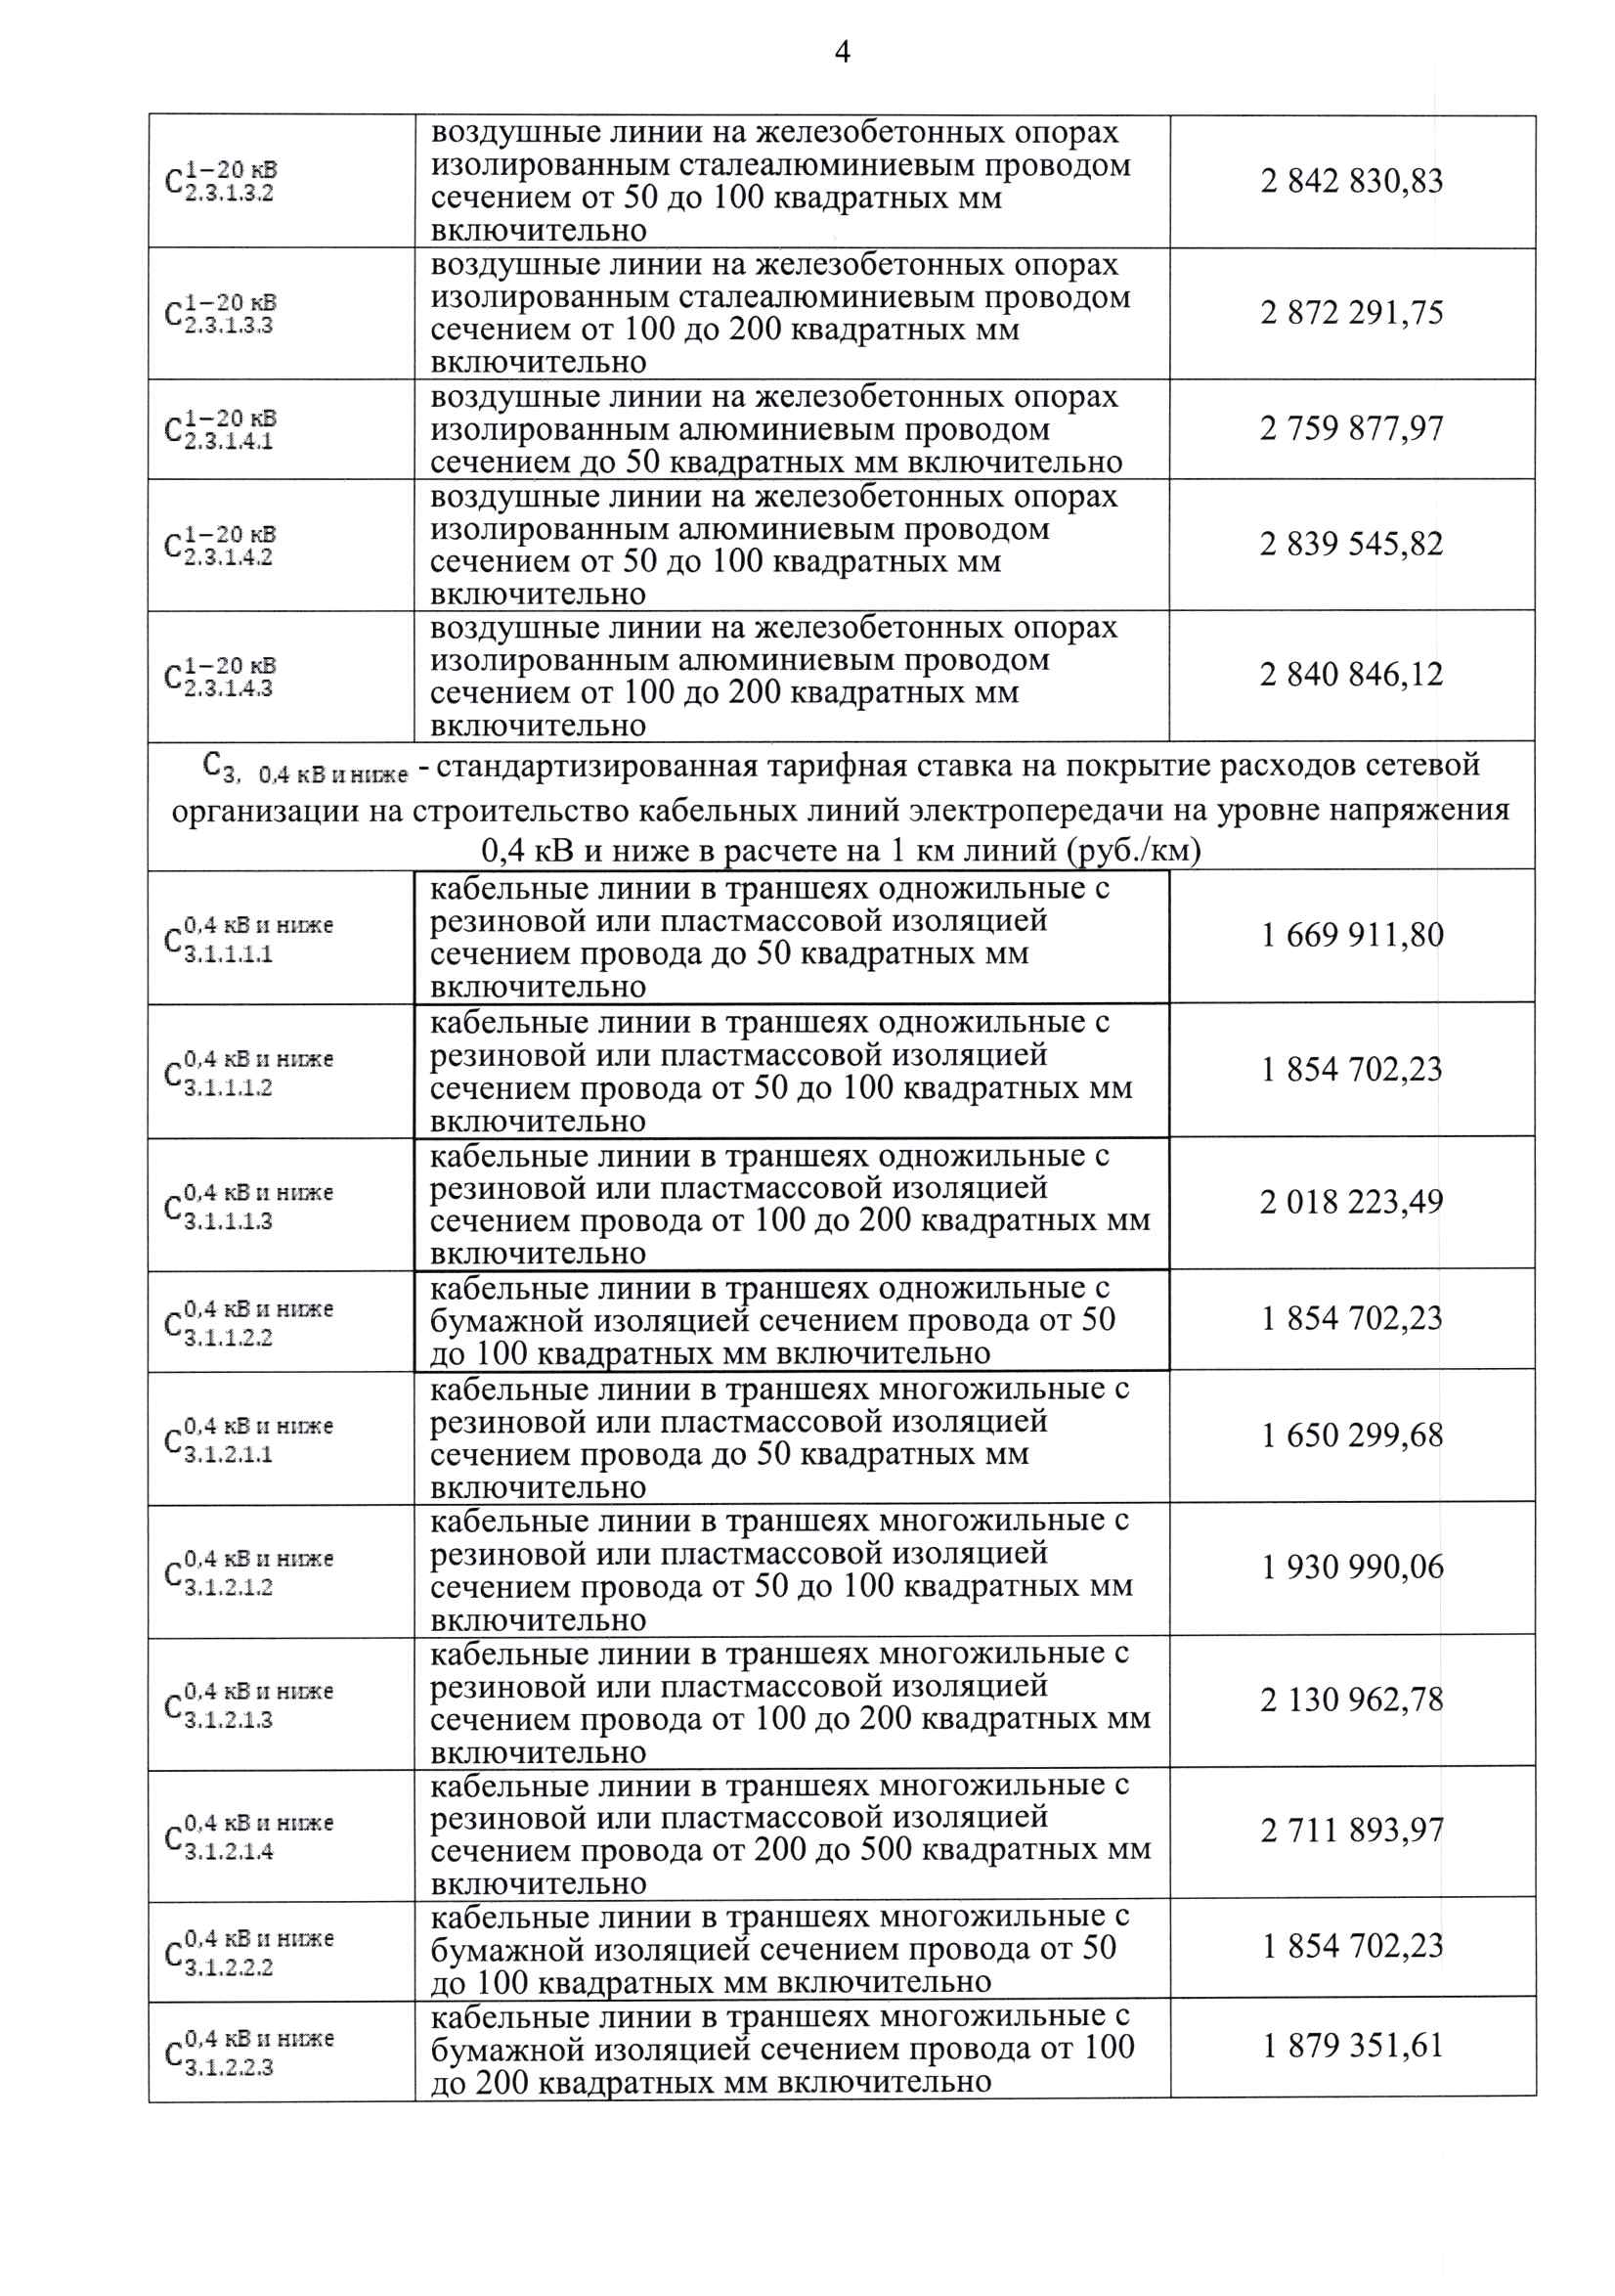 4
С 1–20 кВ 2.3.1.3.2
воздушные линии на железобетонных опорах
изолированным сталеалюминиевым проводом
сечением от 50 до 100 квадратных мм
включительно
2 842 830,83
С 1–20 кВ 2.3.1.3.3
воздушные линии на железобетонных опорах
изолированным сталеалюминиевым проводом
сечением от 100 до 200 квадратных мм
включительно
2 872 291,75
С 1–20 кВ 2.3.1.4.1
воздушные линии на железобетонных опорах
изолированным алюминиевым проводом
сечением до 50 квадратных мм включительно
2 759 877,97
С 1–20 кВ 2.3.1.4.2
воздушные линии на железобетонных опорах
изолированным алюминиевым проводом
сечением от 50 до 100 квадратных мм
включительно
2 839 545,82
С 1–20 кВ 2.3.1.4.3
воздушные линии на железобетонных опорах
изолированным алюминиевым проводом
сечением от 100 до 200 квадратных мм
включительно
2 840 846,12
С3, 0,4 кВ и ниже - стандартизированная тарифная ставка на покрытие расходов сетевой
организации на строительство кабельных линий электропередачи на уровне напряжения
0,4 кВ и ниже в расчете на 1 км линий (руб./км)
С 0,4 кВ и ниже 3.1.1.1.1
кабельные линии в траншеях одножильные с
резиновой или пластмассовой изоляцией
сечением провода до 50 квадратных мм
включительно
1 669 911,80
С 0,4 кВ и ниже 3.1.1.1.2
кабельные линии в траншеях одножильные с
резиновой или пластмассовой изоляцией
сечением провода от 50 до 100 квадратных мм
включительно
1 854 702,23
С 0,4 кВ и ниже 3.1.1.1.3
кабельные линии в траншеях одножильные с
резиновой или пластмассовой изоляцией
сечением провода от 100 до 200 квадратных мм
включительно
2 018 223,49
С 0,4 кВ и ниже 3.1.1.2.2
кабельные линии в траншеях одножильные с
бумажной изоляцией сечением провода от 50
до 100 квадратных мм включительно
1 854 702,23
С 0,4 кВ и ниже 3.1.2.1.1
кабельные линии в траншеях многожильные с
резиновой или пластмассовой изоляцией
сечением провода до 50 квадратных мм
включительно
1 650 299,68
С 0,4 кВ и ниже 3.1.2.1.2
кабельные линии в траншеях многожильные с
резиновой или пластмассовой изоляцией
сечением провода от 50 до 100 квадратных мм
включительно
1 930 990,06
С 0,4 кВ и ниже 3.1.2.1.3
кабельные линии в траншеях многожильные с
резиновой или пластмассовой изоляцией
сечением провода от 100 до 200 квадратных мм
включительно
2 130 962,78
С 0,4 кВ и ниже 3.1.2.1.4
кабельные линии в траншеях многожильные с
резиновой или пластмассовой изоляцией
сечением провода от 200 до 500 квадратных мм
включительно
2 711 893,97
С 0,4 кВ и ниже 3.1.2.2.2
кабельные линии в траншеях многожильные с
бумажной изоляцией сечением провода от 50
до 100 квадратных мм включительно
1 854 702,23
С 0,4 кВ и ниже 3.1.2.2.3
кабельные линии в траншеях многожильные с
бумажной изоляцией сечением провода от 100
до 200 квадратных мм включительно
1 879 351,61